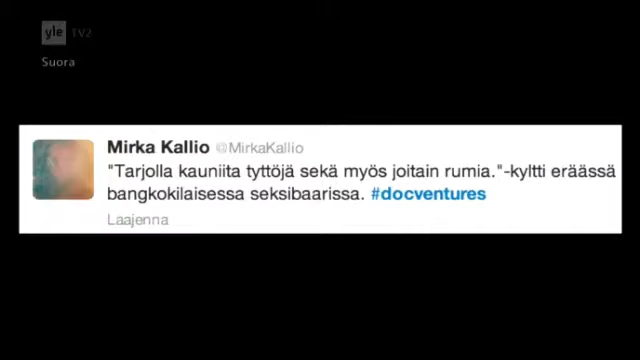 yle TV2
Suora
Mirka Kallio @MirkaKallio
"Tarjolla kauniita tyttöjä sekä myös joitain rumia."-kyltti eräässä
bangkokilaisessa seksibaarissa. #docventures
Laajenna